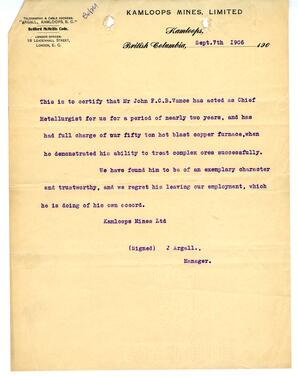 KAMLOOPS MINES, LIMITED
TELEGRAPHIC & CABLE ADDRESS:
"ARGALL, KAMLOOPS, B. C."
Bedford McNeills Code.
LONDON OFFICE:
18 LEADENHALL STREET,
LONDON, E. C.
Kamloops,
British Columbia, Sept.7th 1906 190
This is to certify that Mr John F.C.B.Vance has acted as Chief
Metallurgist for us for a period of nearly two years, and has
had full charge of our fifty ton hot blast copper furnace,when
he demonstrated his ability to treat complex ores successfully.
We have found him to be of an exemplary character
and trustworthy, and we regret his leaving our employment, which
he is doing of his own accord.
Kamloops Mines Ltd
(Signed) J Argall.,
Manager.